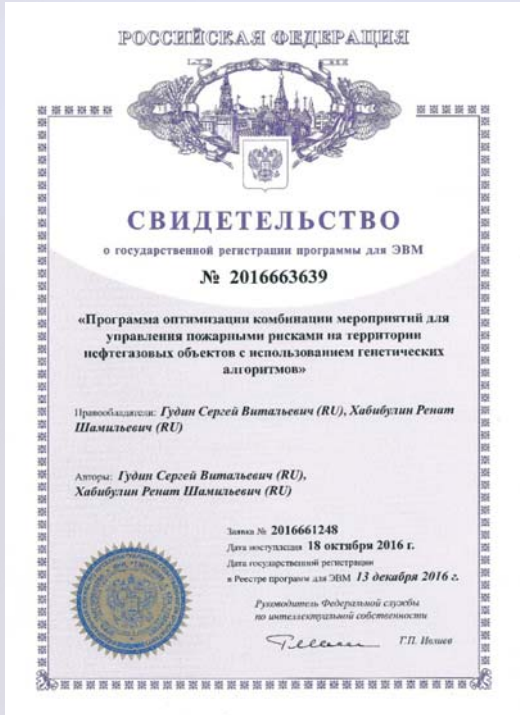 РОССИЙСКАЯ ФЕДЕРАЦИЯ
СВИДЕТЕЛЬСТВО
о государственной регистрации программы для ЭВМ
№ 2016663639
«Программа оптимизации комбинации мероприятий для
управления пожарными рисками на территории
нефтегазовых объектов с использованием генетических
алгоритмов»
Правообладатели: Гудин Сергей Витальевич (RU), Хабибулин Ренат
Шамильевич (RU)
Авторы: Гудин Сергей Витальевич (RU),
Хабибулин Ренат Шамильевич (RU)
Заявка № 2016661248
Дата поступления 18 октября 2016 г.
Дата государственной регистрации
в Реестре программ для ЭВМ 13 декабря 2016 г.
Руководитель Федеральной службы
по интеллектуальной собственности
Г.П. Ивлиев